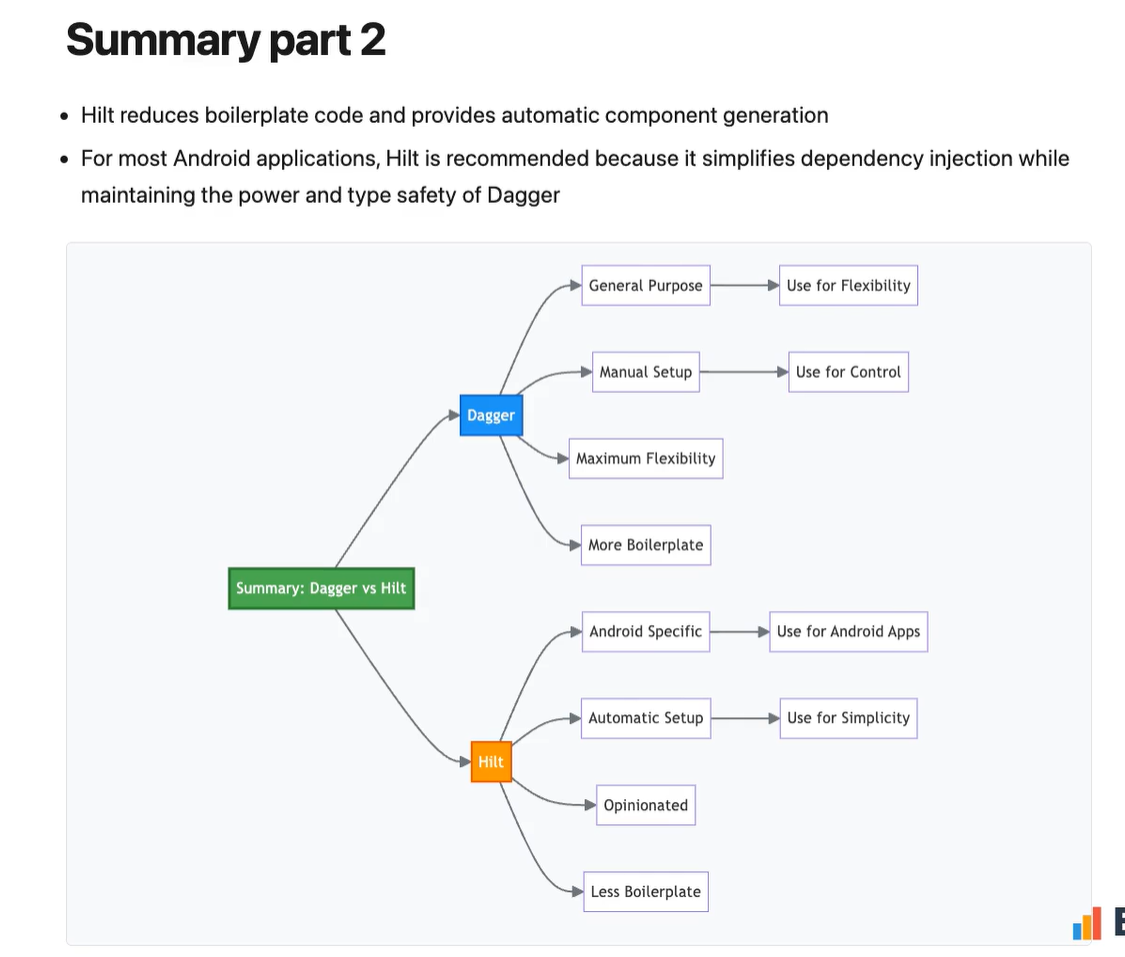 Summary part 2
• Hilt reduces boilerplate code and provides automatic component generation
• For most Android applications, Hilt is recommended because it simplifies dependency injection while
maintaining the power and type safety of Dagger
General Purpose
Use for Flexibility
Manual Setup
Use for Control
Dagger
Maximum Flexibility
More Boilerplate
Summary: Dagger vs Hilt
Android Specific
Use for Android Apps
Automatic Setup
Use for Simplicity
Hilt
Opinionated
Less Boilerplate